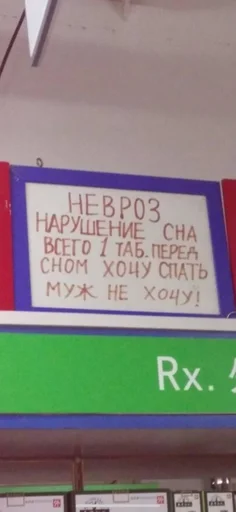 НЕВРОЗ
НАРУШЕНИЕ СНА
ВСЕГО 1 ТАБ. ПЕРЕД
СНОМ ХОЧУ СПАТЬ
МУЖ НЕ ХОЧУ!
Rx.